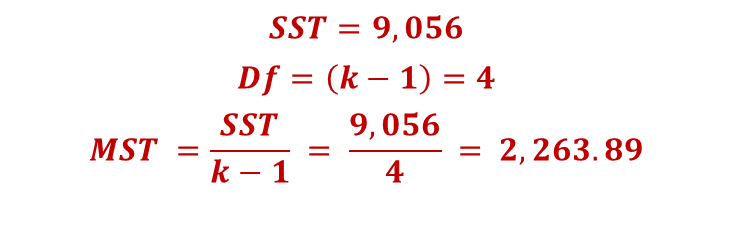 SST = 9,056
Df = (k − 1) = 4
MST = SST / k − 1 = 9,056 / 4 = 2,263.89